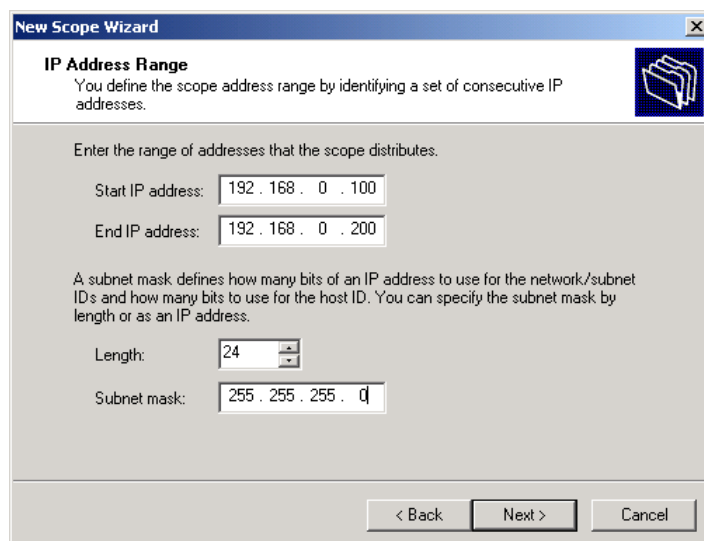 New Scope Wizard
IP Address Range
You define the scope address range by identifying a set of consecutive IP
addresses.
Enter the range of addresses that the scope distributes.
Start IP address: 192 . 168 . 0 . 100
End IP address: 192 . 168 . 0 . 200
A subnet mask defines how many bits of an IP address to use for the network/subnet
IDs and how many bits to use for the host ID. You can specify the subnet mask by
length or as an IP address.
Length: 24
Subnet mask: 255 . 255 . 255 . 0
< Back Next > Cancel